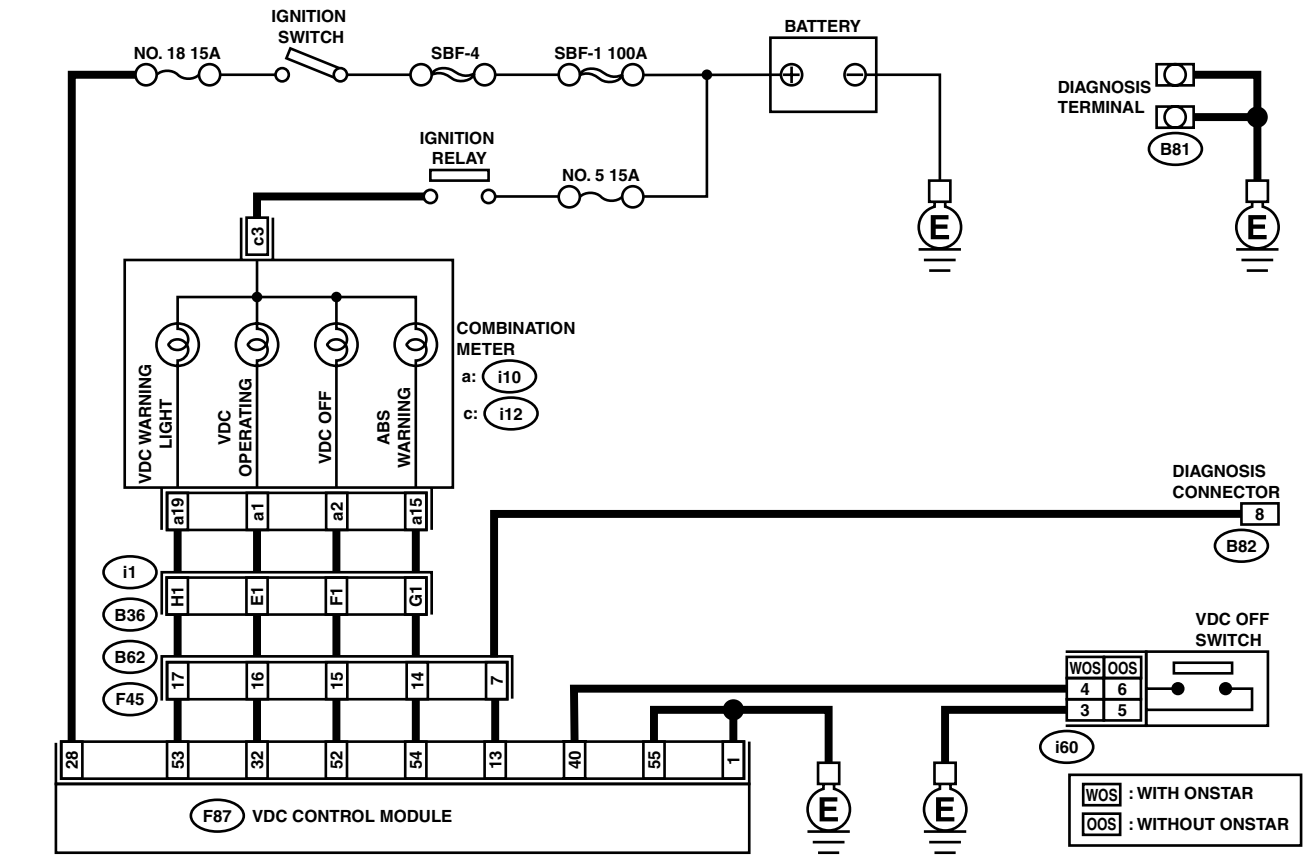 IGNITION
SWITCH
BATTERY
NO. 18 15A
SBF-4
SBF-1 100A
DIAGNOSIS
TERMINAL
B81
IGNITION
RELAY
NO. 5 15A
E
E
c3
COMBINATION
METER
a: i10
c: i12
VDC WARNING
LIGHT
VDC
OPERATING
VDC OFF
ABS
WARNING
a19
a1
a2
a15
DIAGNOSIS
CONNECTOR
8
B82
i1
H1
E1
F1
G1
B36
B62
17
16
15
14
7
F45
VDC OFF
SWITCH
WOS OOS
4 6
3 5
i60
28
53
32
52
54
13
40
55
1
E
E
F87 VDC CONTROL MODULE
WOS : WITH ONSTAR
OOS : WITHOUT ONSTAR